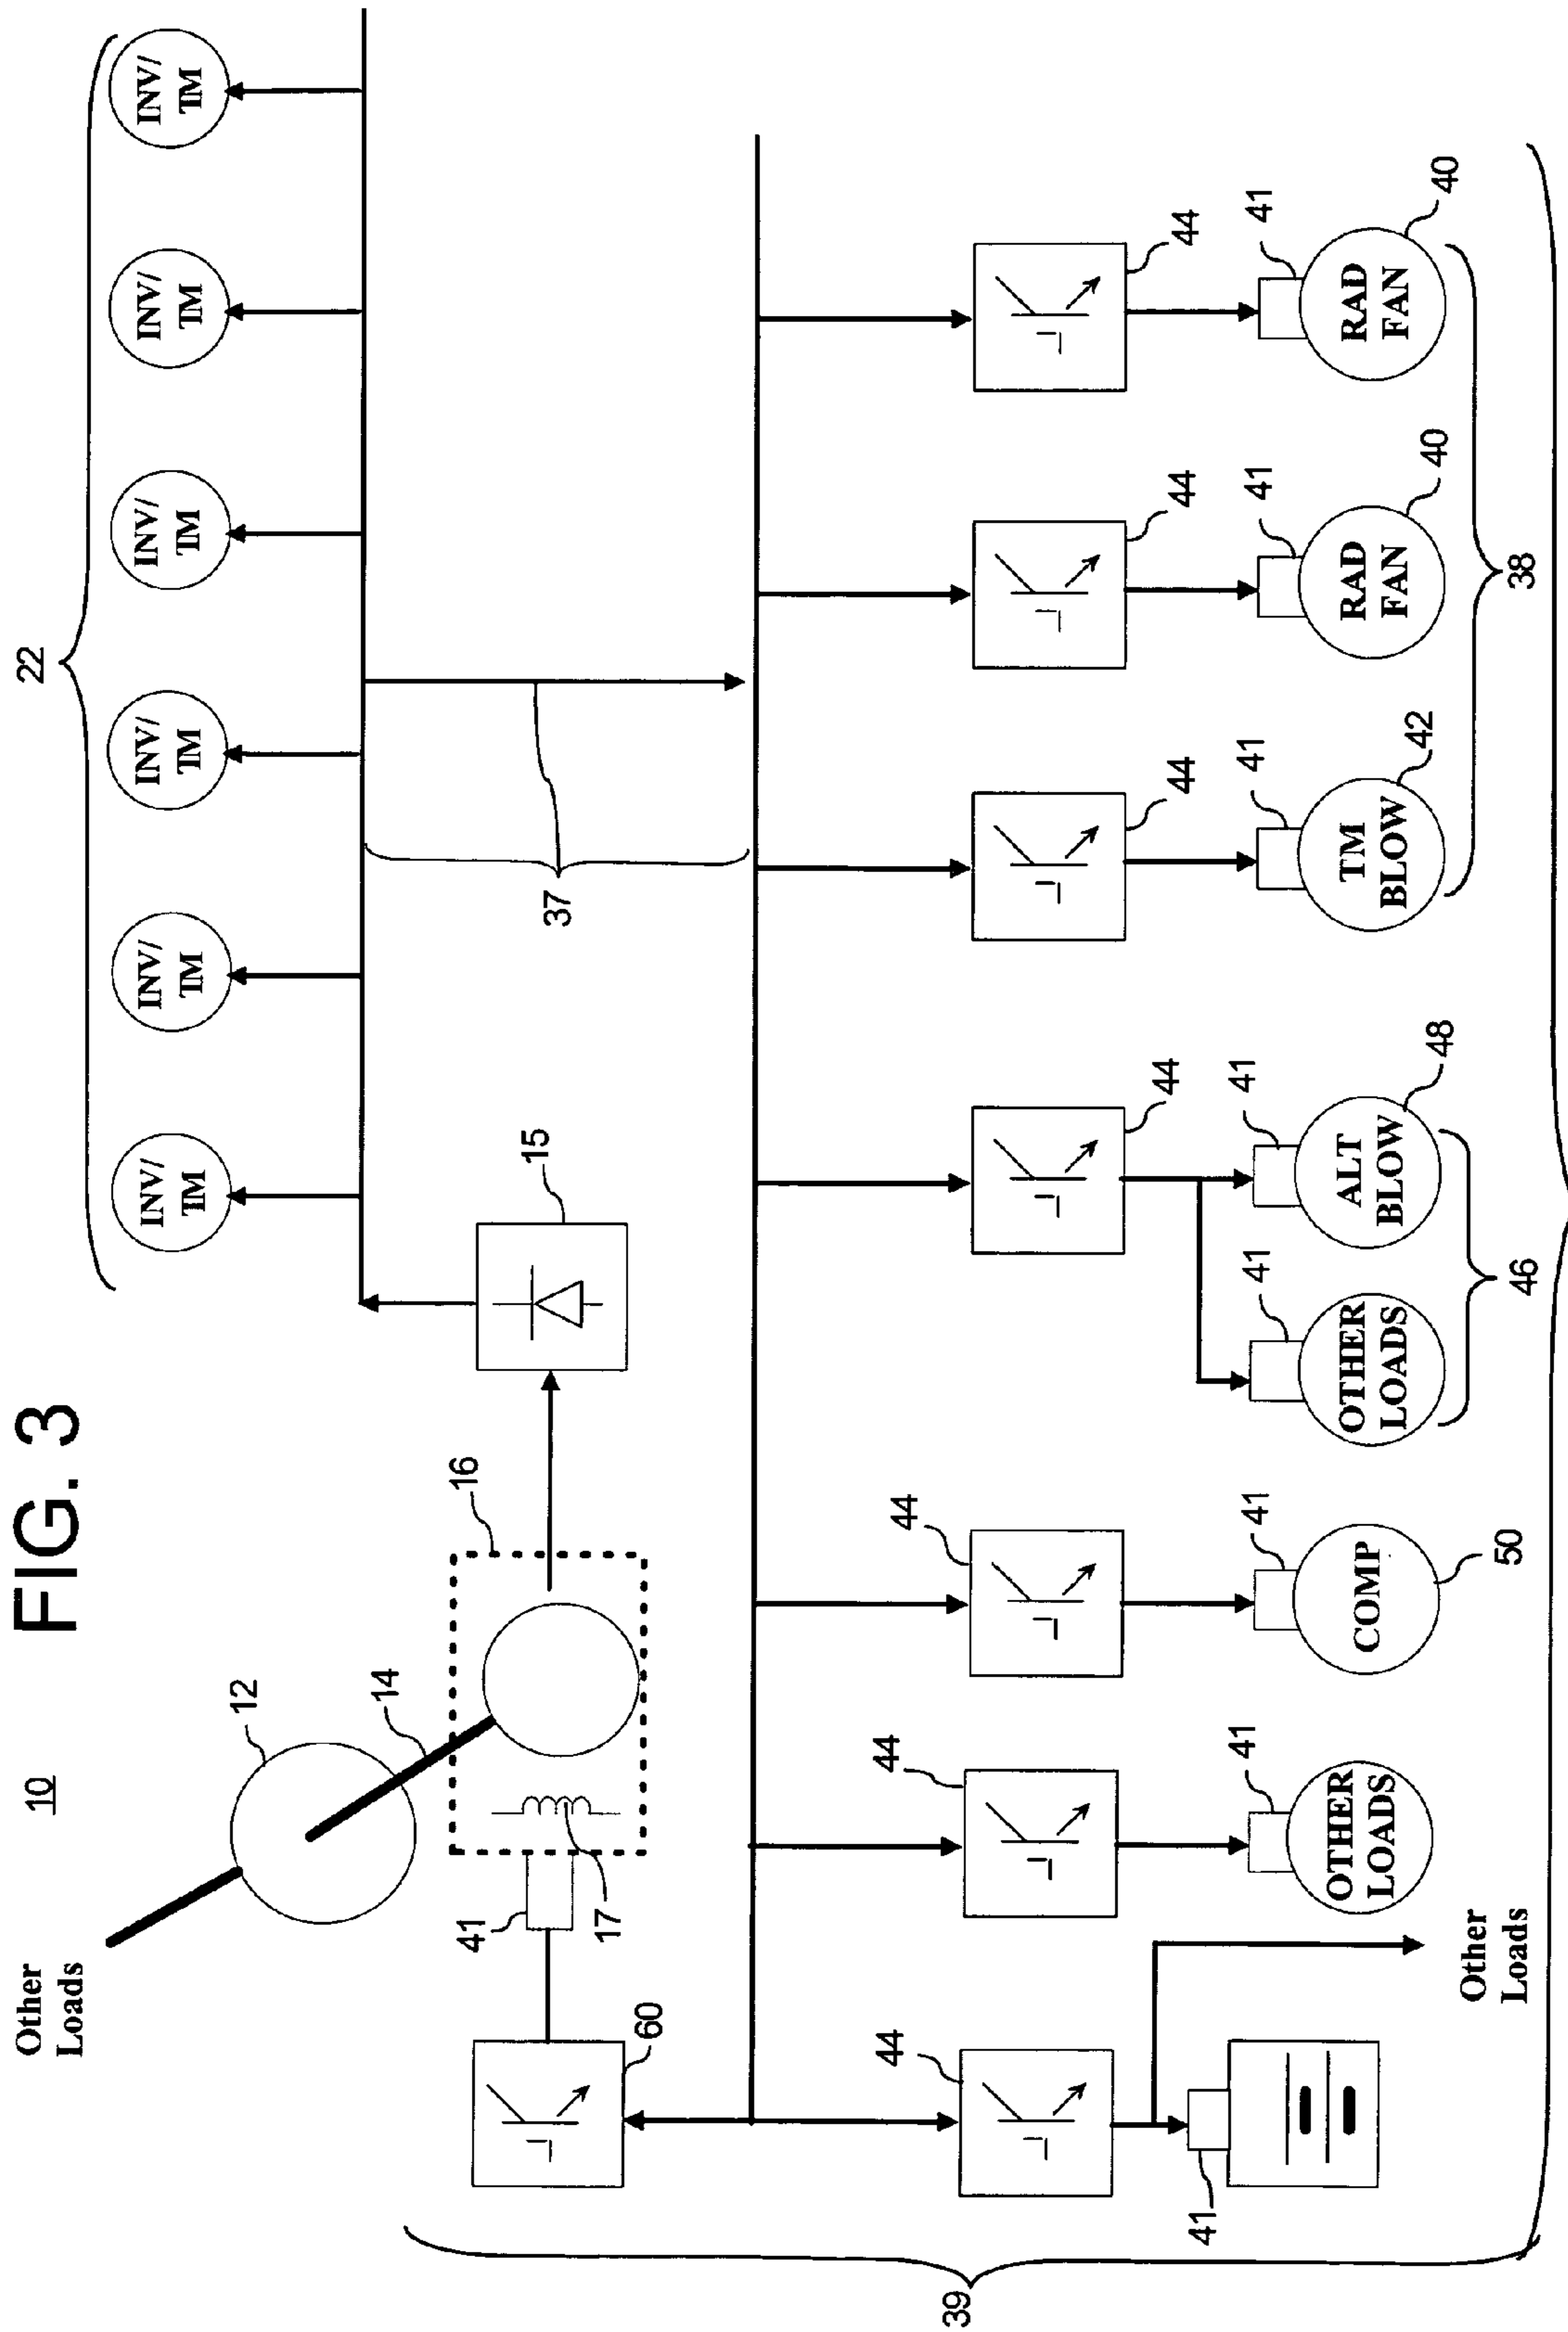 FIG. 3
10
22
INV/
TM
INV/
TM
INV/
TM
INV/
TM
INV/
TM
INV/
TM
Other
Loads
12
14
16
15
41
17
60
37
44
44
44
44
44
44
44
41
41
41
41
41
41
41
41
Other
Loads
OTHER
LOADS
COMP
50
OTHER
LOADS
ALT
BLOW
48
46
TM
BLOW
42
RAD
FAN
40
RAD
FAN
40
38
39